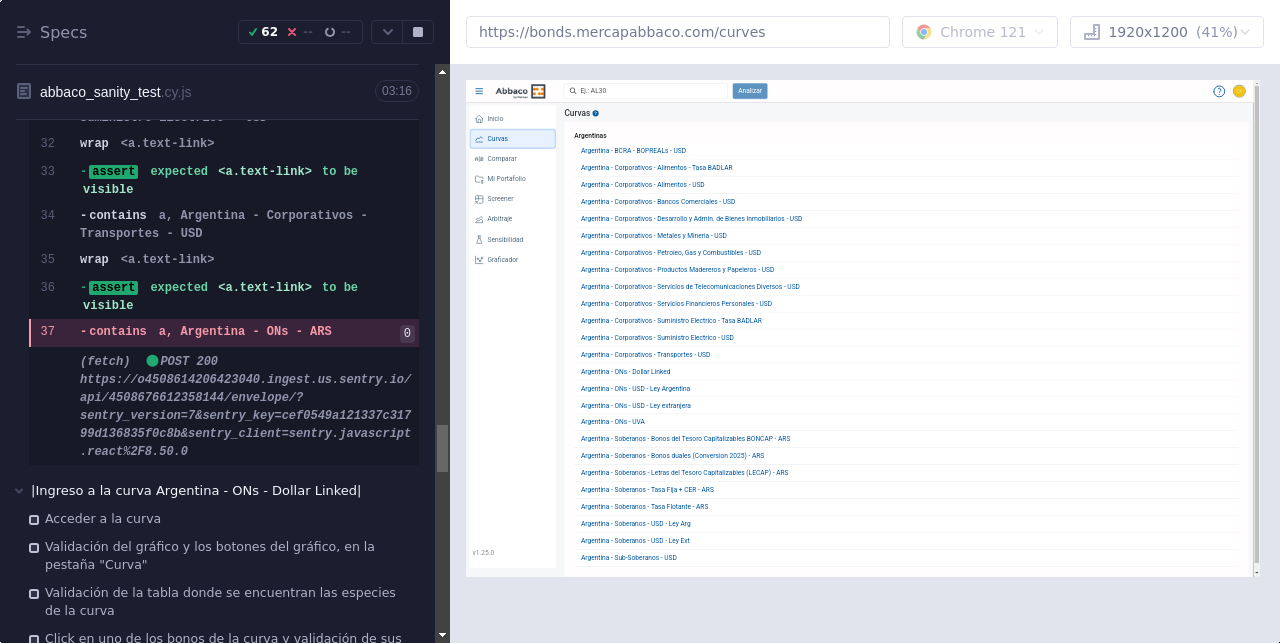 Specs
62
--
--
https://bonds.mercapabbaco.com/curves
Chrome 121
1920x1200 (41%)
abbaco_sanity_test.cy.js
03:16
32 wrap <a.text-link>
33 -assert expected <a.text-link> to be
visible
34 -contains a, Argentina - Corporativos -
Transportes - USD
35 wrap <a.text-link>
36 -assert expected <a.text-link> to be
visible
37 -contains a, Argentina - ONs - ARS
0
(fetch) POST 200
https://o4508614206423040.ingest.us.sentry.io/
api/4508676612358144/envelope/?
sentry_version=7&sentry_key=cef0549a121337c317
99d136835f0c8b&sentry_client=sentry.javascript
.react%2F8.50.0
|Ingreso a la curva Argentina - ONs - Dollar Linked|
Acceder a la curva
Validación del gráfico y los botones del gráfico, en la
pestaña "Curva"
Validación de la tabla donde se encuentran las especies
de la curva
Click en uno de los bonos de la curva y validación de sus
Abbaco
Ej.: AL30
Analizar
Inicio
Curvas
Comparar
Mi Portafolio
Screener
Arbitraje
Sensibilidad
Graficador
v1.25.0
Curvas
Argentinas
Argentina - BCRA - BOPREALs - USD
Argentina - Corporativos - Alimentos - Tasa BADLAR
Argentina - Corporativos - Alimentos - USD
Argentina - Corporativos - Bancos Comerciales - USD
Argentina - Corporativos - Desarrollo y Admin. de Bienes Inmobiliarios - USD
Argentina - Corporativos - Metales y Mineria - USD
Argentina - Corporativos - Petroleo, Gas y Combustibles - USD
Argentina - Corporativos - Productos Madereros y Papeleros - USD
Argentina - Corporativos - Servicios de Telecomunicaciones Diversos - USD
Argentina - Corporativos - Servicios Financieros Personales - USD
Argentina - Corporativos - Suministro Electrico - Tasa BADLAR
Argentina - Corporativos - Suministro Electrico - USD
Argentina - Corporativos - Transportes - USD
Argentina - ONs - Dollar Linked
Argentina - ONs - USD - Ley Argentina
Argentina - ONs - USD - Ley extranjera
Argentina - ONs - UVA
Argentina - Soberanos - Bonos del Tesoro Capitalizables BONCAP - ARS
Argentina - Soberanos - Bonos duales (Conversion 2025) - ARS
Argentina - Soberanos - Letras del Tesoro Capitalizables (LECAP) - ARS
Argentina - Soberanos - Tasa Fija + CER - ARS
Argentina - Soberanos - Tasa Flotante - ARS
Argentina - Soberanos - USD - Ley Arg
Argentina - Soberanos - USD - Ley Ext
Argentina - Sub-Soberanos - USD